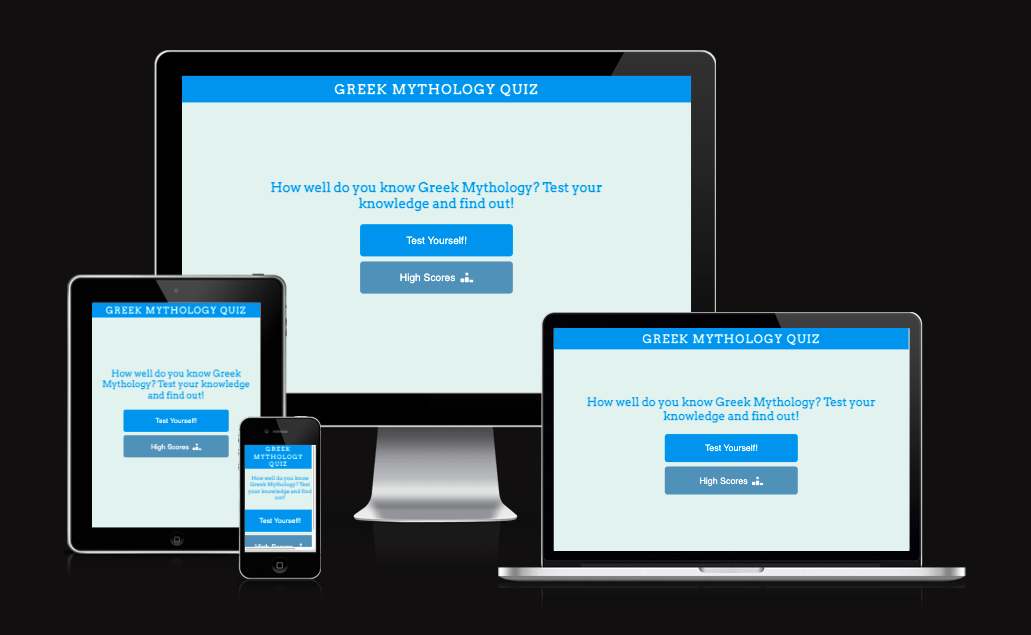 GREEK MYTHOLOGY QUIZ
How well do you know Greek Mythology? Test your
knowledge and find out!
Test Yourself!
High Scores
GREEK MYTHOLOGY QUIZ
How well do you know Greek
Mythology? Test your knowledge
and find out!
Test Yourself!
High Scores
GREEK
MYTHOLOGY
QUIZ
How well do you know
Greek Mythology? Test
your knowledge and find
out!
Test Yourself!
High Scores
GREEK MYTHOLOGY QUIZ
How well do you know Greek Mythology? Test your
knowledge and find out!
Test Yourself!
High Scores